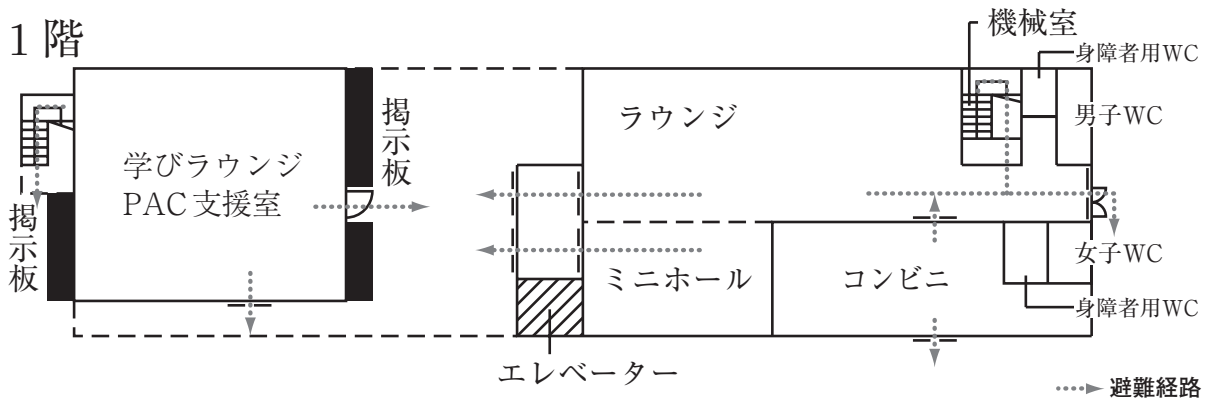 1 階
機械室
身障者用WC
掲示板
ラウンジ
男子WC
学びラウンジ
PAC 支援室
掲示板
女子WC
ミニホール
コンビニ
身障者用WC
エレベーター
避難経路